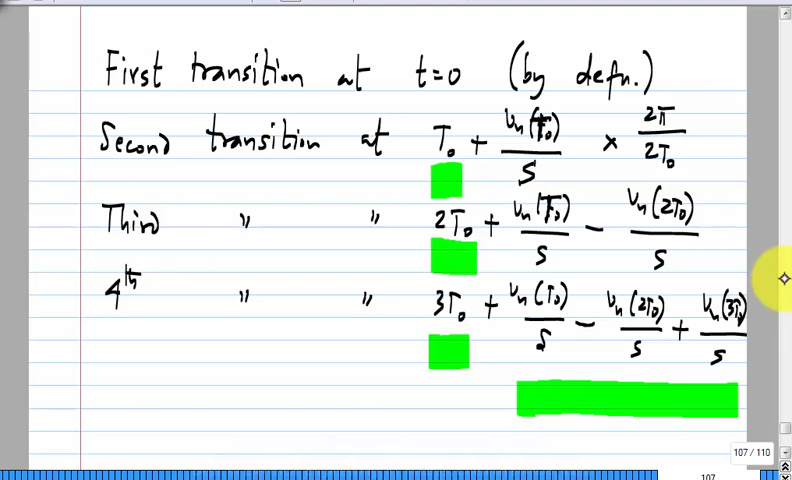 First transition at t=0 (by defn.)
Second transition at T₀ + Vn(T₀)/S × 2π/2T₀
Third " " 2T₀ + Vn(T₀)/S − Vn(2T₀)/S
4th " " 3T₀ + Vn(T₀)/S − Vn(2T₀)/S + Vn(3T₀)/S
107 / 110
107